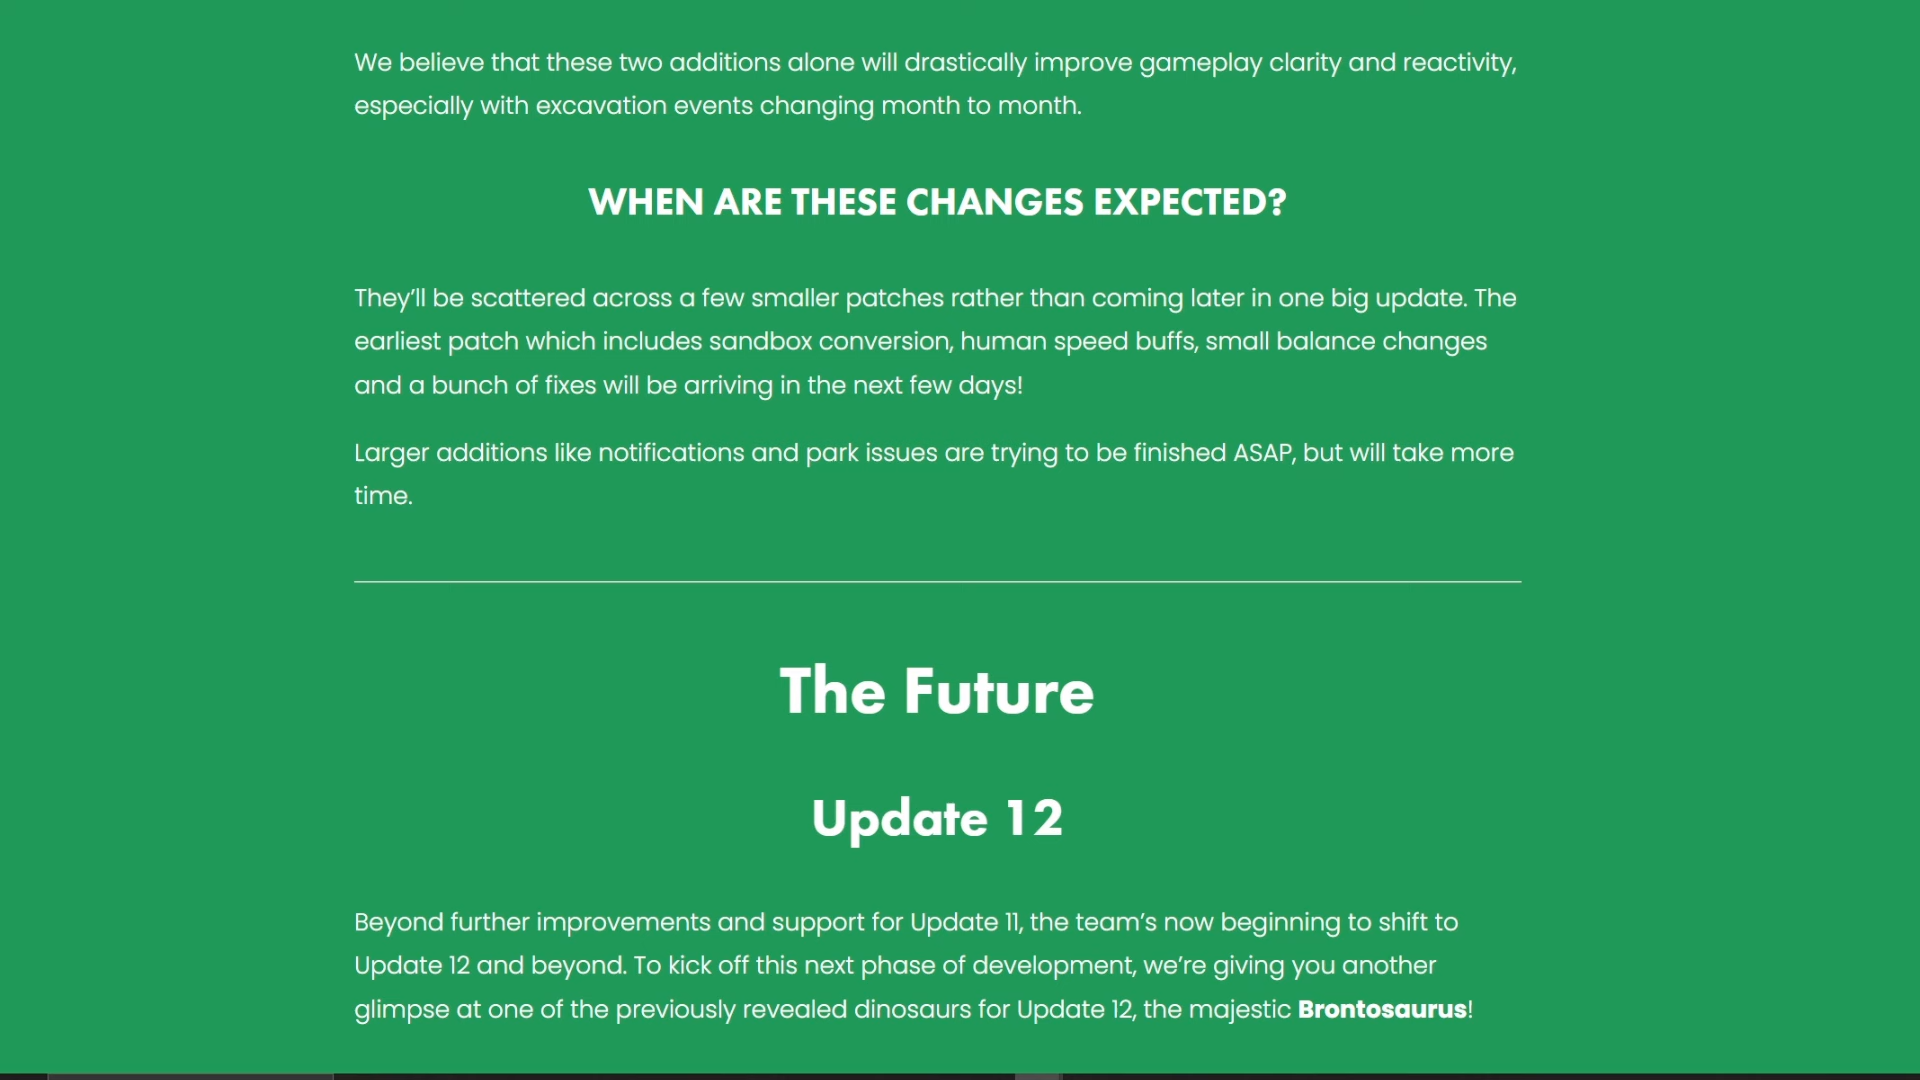 We believe that these two additions alone will drastically improve gameplay clarity and reactivity,
especially with excavation events changing month to month.
WHEN ARE THESE CHANGES EXPECTED?
They’ll be scattered across a few smaller patches rather than coming later in one big update. The
earliest patch which includes sandbox conversion, human speed buffs, small balance changes
and a bunch of fixes will be arriving in the next few days!
Larger additions like notifications and park issues are trying to be finished ASAP, but will take more
time.
The Future
Update 12
Beyond further improvements and support for Update 11, the team’s now beginning to shift to
Update 12 and beyond. To kick off this next phase of development, we’re giving you another
glimpse at one of the previously revealed dinosaurs for Update 12, the majestic Brontosaurus!